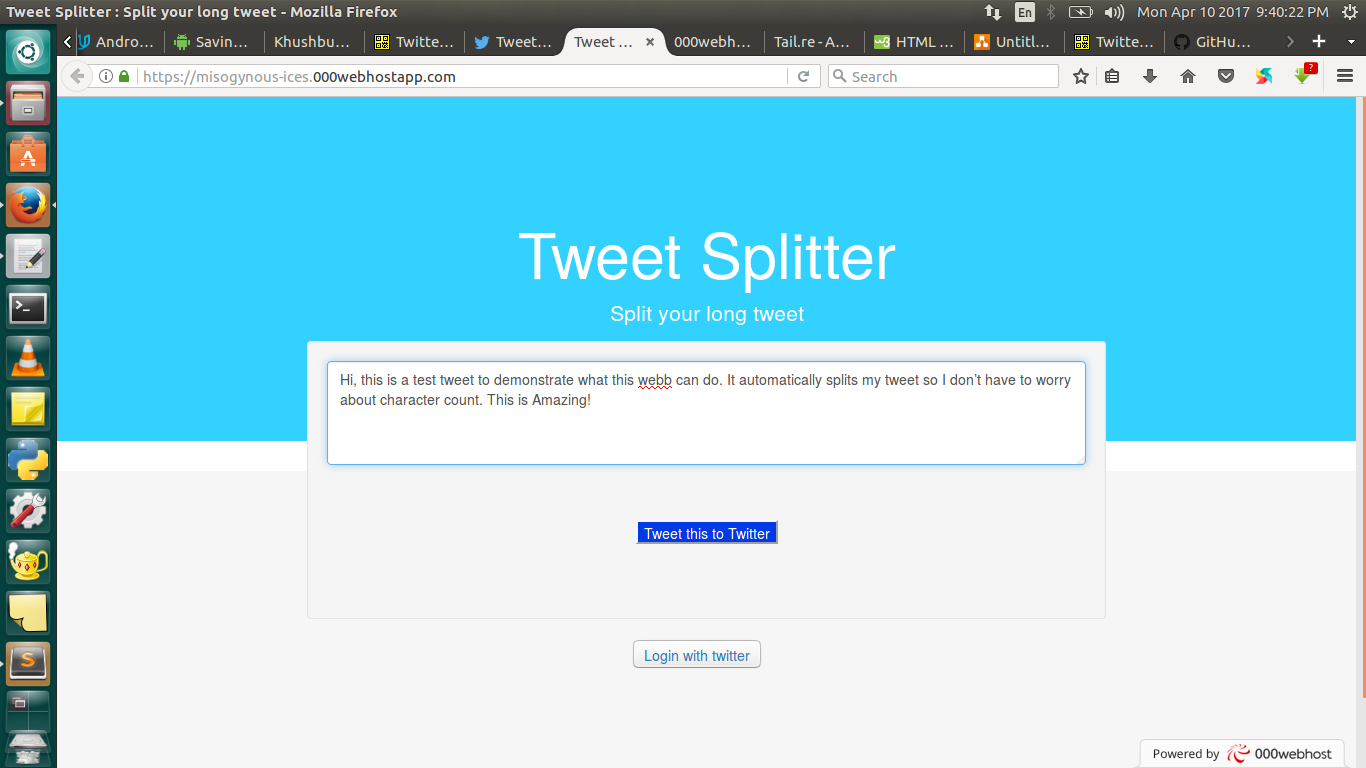 Tweet Splitter : Split your long tweet - Mozilla Firefox
En
Mon Apr 10 2017 9:40:22 PM
Andro...
Savin...
Khushbu...
Twitte...
Tweet...
Tweet ...
000webh...
Tail.re - A...
HTML ...
Untitl...
Twitte...
GitHu...
https://misogynous-ices.000webhostapp.com
Search
?
Tweet Splitter
Split your long tweet
Hi, this is a test tweet to demonstrate what this webb can do. It automatically splits my tweet so I don’t have to worry
about character count. This is Amazing!
Tweet this to Twitter
Login with twitter
Powered by 000webhost